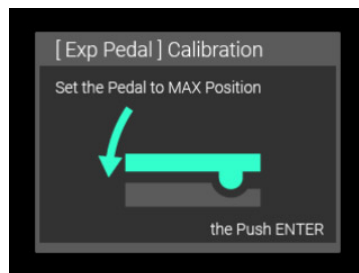 [ Exp Pedal ] Calibration
Set the Pedal to MAX Position
the Push ENTER